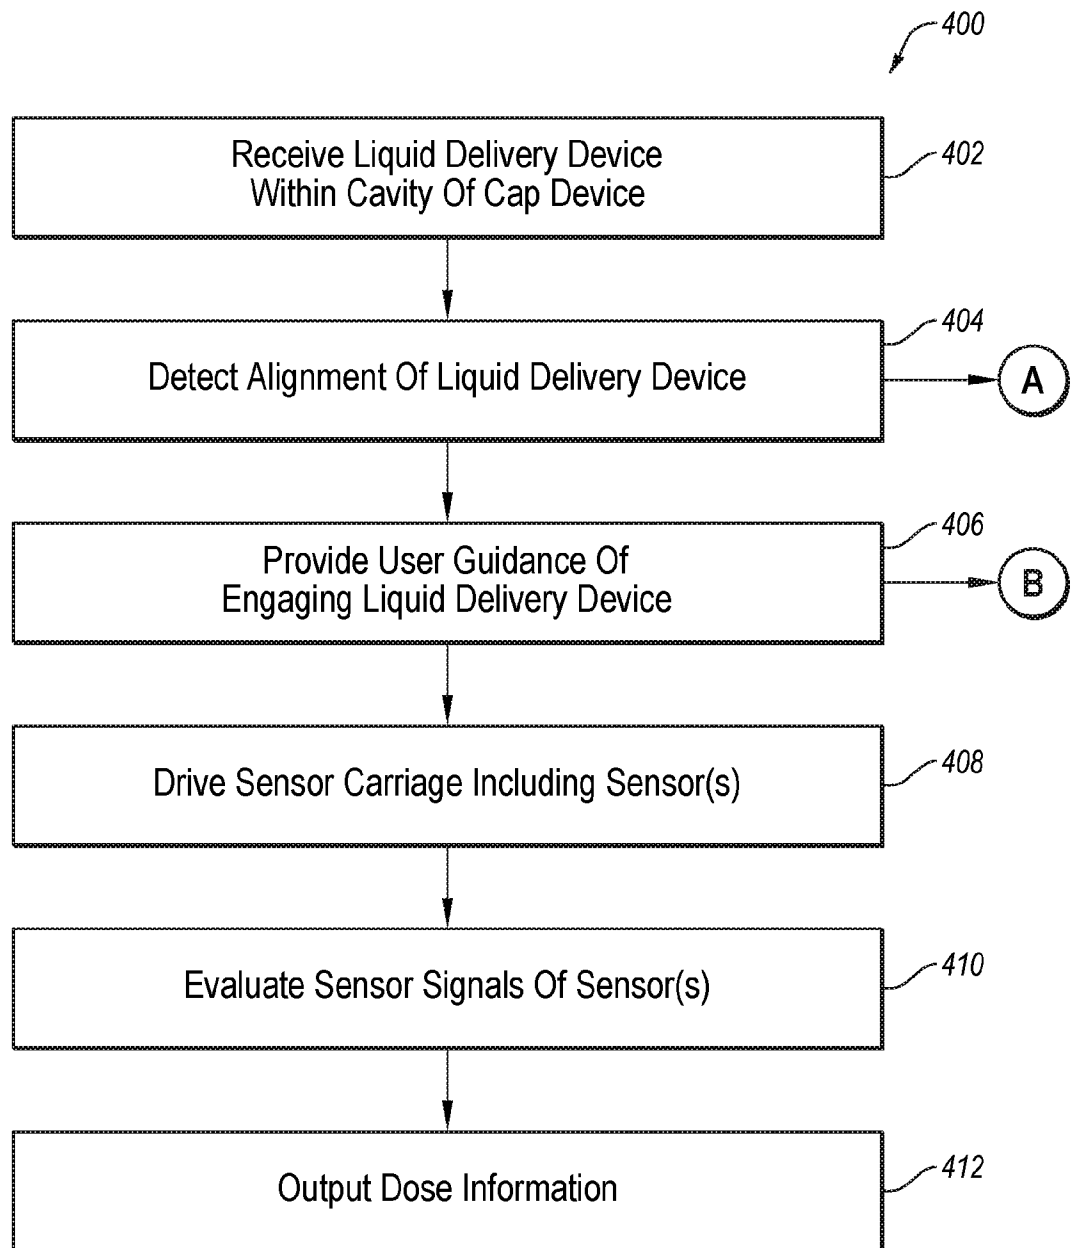 400
Receive Liquid Delivery Device
Within Cavity Of Cap Device
402
Detect Alignment Of Liquid Delivery Device
404
A
Provide User Guidance Of
Engaging Liquid Delivery Device
406
B
Drive Sensor Carriage Including Sensor(s)
408
Evaluate Sensor Signals Of Sensor(s)
410
Output Dose Information
412